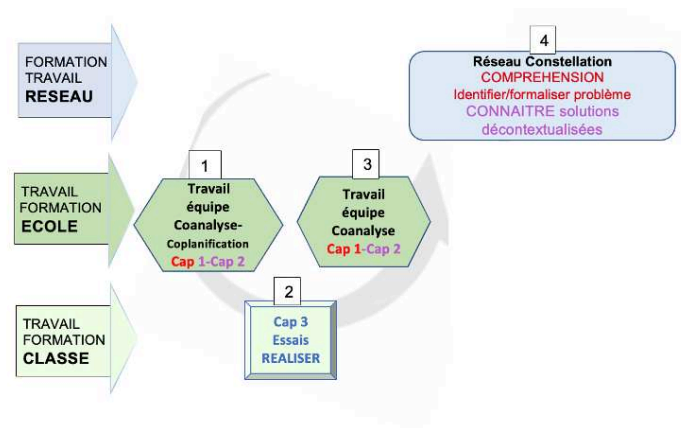 FORMATION
TRAVAIL
RESEAU
4
Réseau Constellation
COMPREHENSION
Identifier/formaliser problème
CONNAITRE solutions
décontextualisées
TRAVAIL
FORMATION
ECOLE
1
Travail
équipe
Coanalyse-
Coplanification
Cap 1-Cap 2
3
Travail
équipe
Coanalyse
Cap 1-Cap 2
TRAVAIL
FORMATION
CLASSE
2
Cap 3
Essais
REALISER